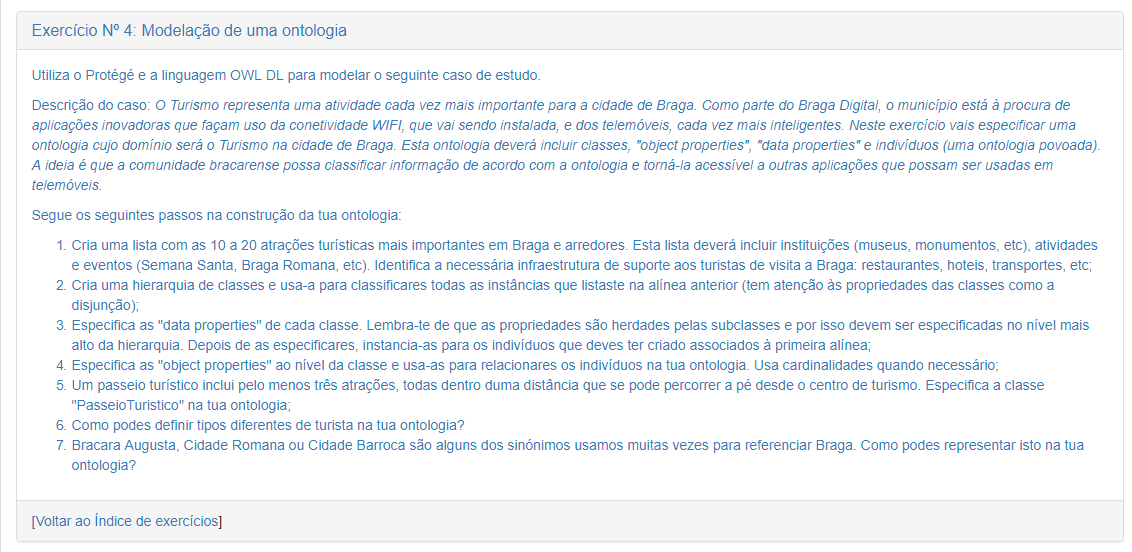 Exercício Nº 4: Modelação de uma ontologia
Utiliza o Protégé e a linguagem OWL DL para modelar o seguinte caso de estudo.
Descrição do caso: O Turismo representa uma atividade cada vez mais importante para a cidade de Braga. Como parte do Braga Digital, o município está à procura de
aplicações inovadoras que façam uso da conetividade WIFI, que vai sendo instalada, e dos telemóveis, cada vez mais inteligentes. Neste exercício vais especificar uma
ontologia cujo domínio será o Turismo na cidade de Braga. Esta ontologia deverá incluir classes, "object properties", "data properties" e indivíduos (uma ontologia povoada).
A ideia é que a comunidade bracarense possa classificar informação de acordo com a ontologia e torná-la acessível a outras aplicações que possam ser usadas em
telemóveis.
Segue os seguintes passos na construção da tua ontologia:
1. Cria uma lista com as 10 a 20 atrações turísticas mais importantes em Braga e arredores. Esta lista deverá incluir instituições (museus, monumentos, etc), atividades
e eventos (Semana Santa, Braga Romana, etc). Identifica a necessária infraestrutura de suporte aos turistas de visita a Braga: restaurantes, hoteis, transportes, etc;
2. Cria uma hierarquia de classes e usa-a para classificares todas as instâncias que listaste na alínea anterior (tem atenção às propriedades das classes como a
disjunção);
3. Especifica as "data properties" de cada classe. Lembra-te de que as propriedades são herdades pelas subclasses e por isso devem ser especificadas no nível mais
alto da hierarquia. Depois de as especificares, instancia-as para os indivíduos que deves ter criado associados à primeira alínea;
4. Especifica as "object properties" ao nível da classe e usa-as para relacionares os indivíduos na tua ontologia. Usa cardinalidades quando necessário;
5. Um passeio turístico inclui pelo menos três atrações, todas dentro duma distância que se pode percorrer a pé desde o centro de turismo. Especifica a classe
"PasseioTuristico" na tua ontologia;
6. Como podes definir tipos diferentes de turista na tua ontologia?
7. Bracara Augusta, Cidade Romana ou Cidade Barroca são alguns dos sinónimos usamos muitas vezes para referenciar Braga. Como podes representar isto na tua
ontologia?
[Voltar ao Índice de exercícios]